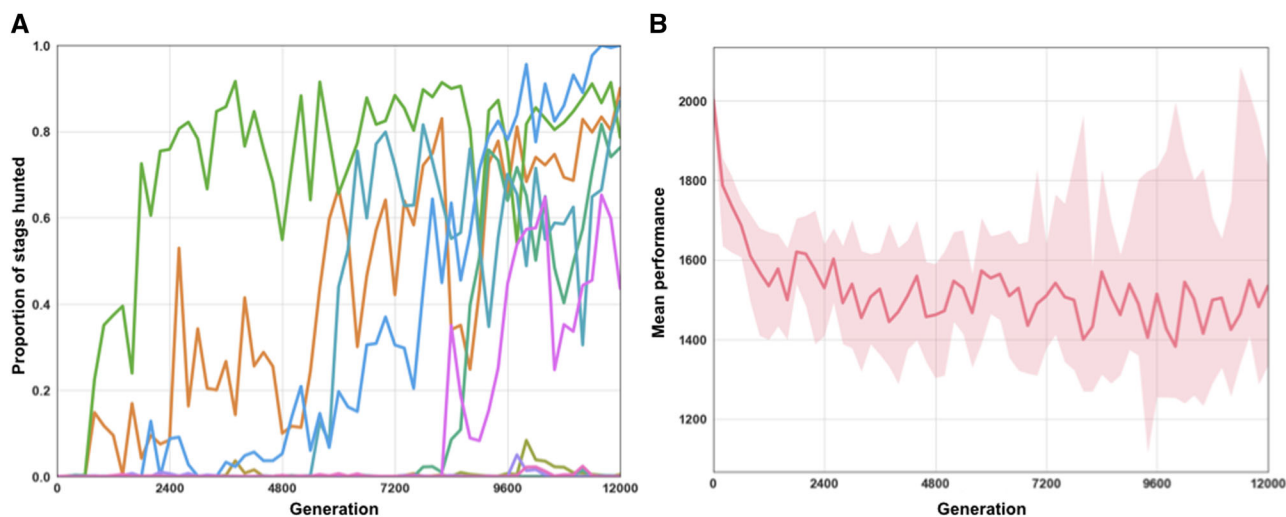 A
Proportion of stags hunted
1.0
0.8
0.6
0.4
0.2
0.0
0 2400 4800 7200 9600 12000
Generation
B
Mean performance
2000
1800
1600
1400
1200
0 2400 4800 7200 9600 12000
Generation